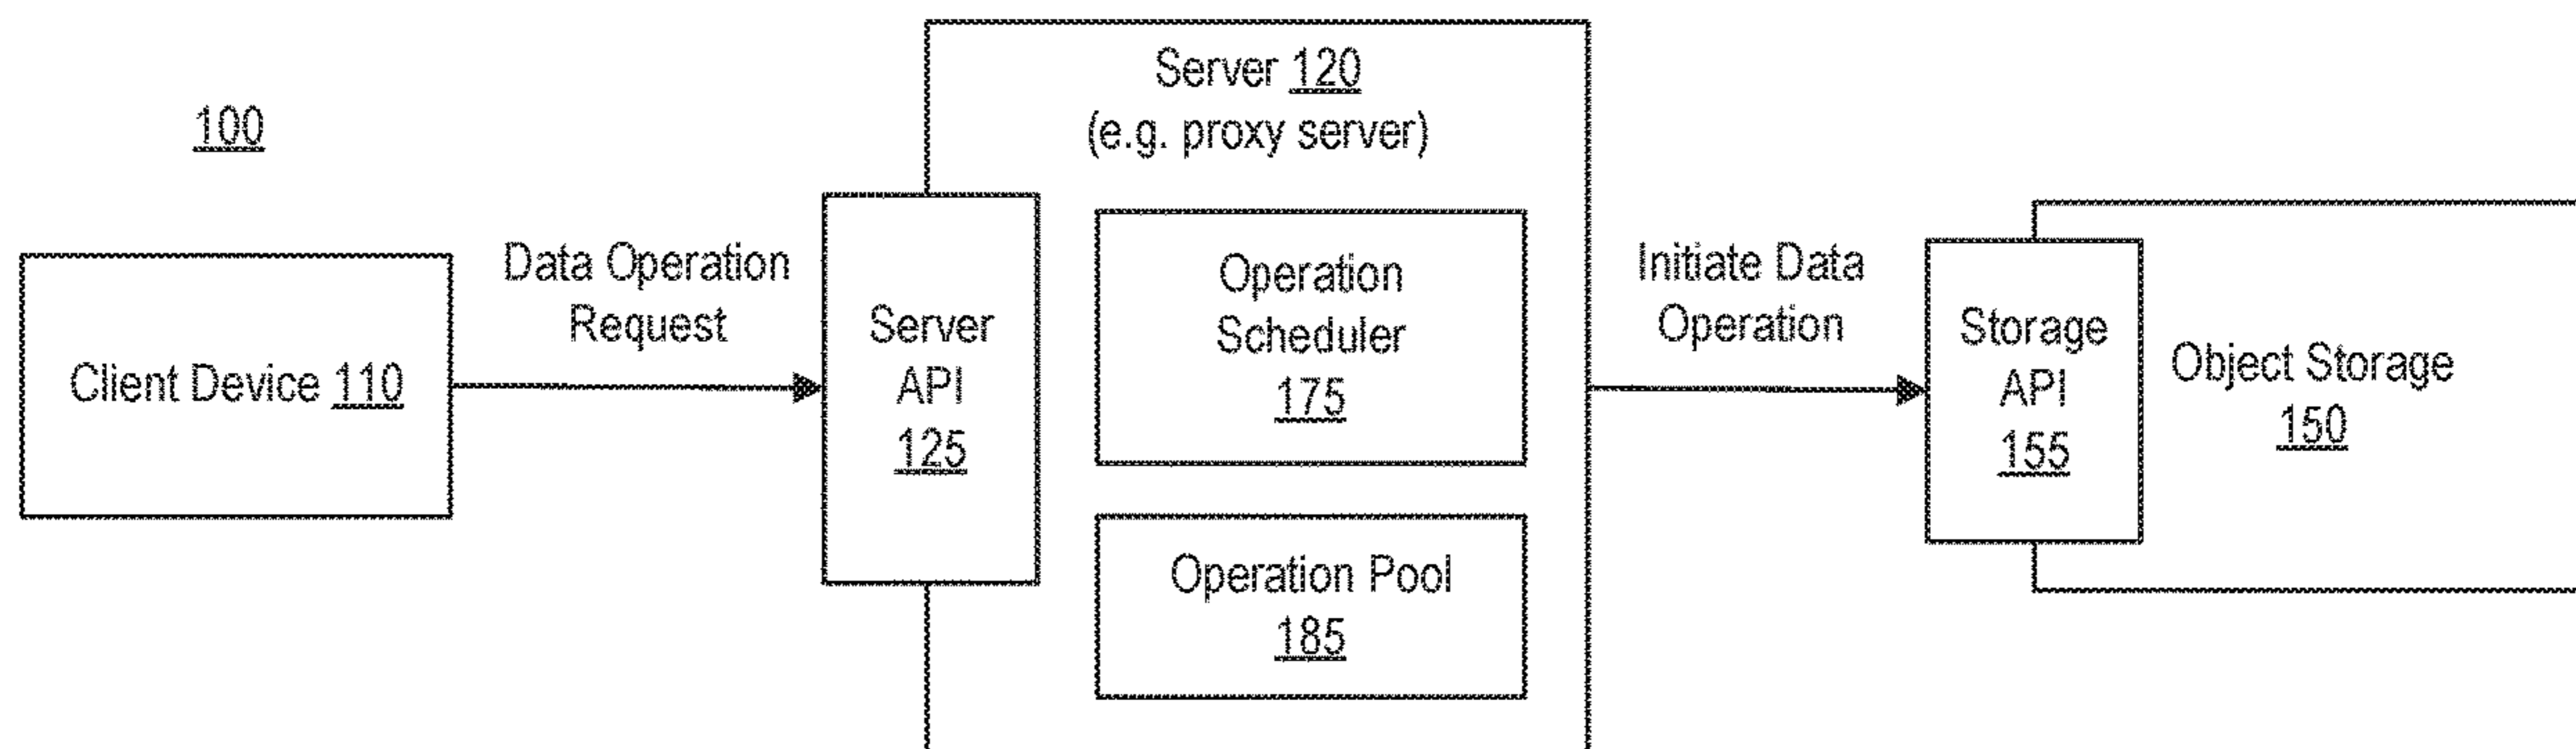 100
Client Device 110
Data Operation
Request
Server
API
125
Server 120
(e.g. proxy server)
Operation
Scheduler
175
Operation Pool
185
Initiate Data
Operation
Storage
API
155
Object Storage
150